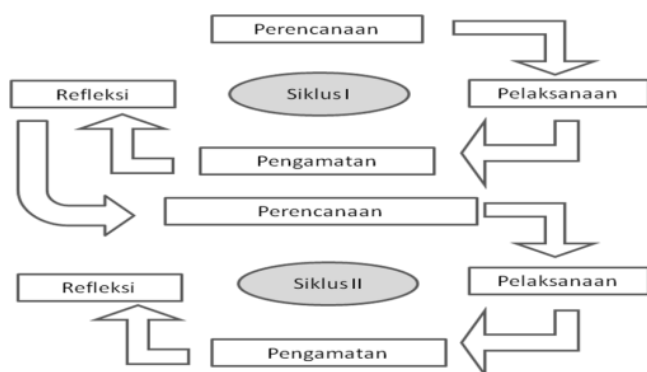 Perencanaan
Refleksi
Siklus I
Pelaksanaan
Pengamatan
Perencanaan
Refleksi
Siklus II
Pelaksanaan
Pengamatan